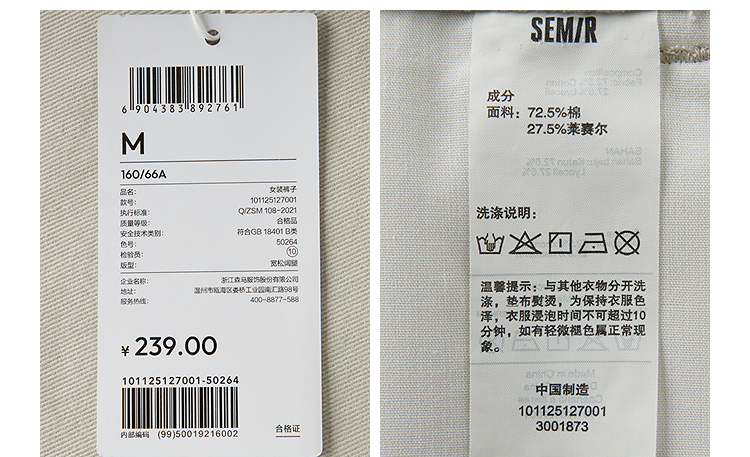 6 904383 892761
M
160/66A
品名: 女装裤子
款号: 101125127001
执行标准: Q/ZSM 108-2021
质量等级: 合格品
安全技术类别: 符合GB 18401 B类
色号: 50264
检验员: 10
版型: 宽松阔腿
企业名称: 浙江森马服饰股份有限公司
地址: 温州市瓯海区娄桥工业园南汇路98号
服务热线: 400-8877-588
¥ 239.00
101125127001-50264
内部编码 (99)50019216002
合格证
SEMIR
成分
面料: 72.5%棉
27.5%莱赛尔
洗涤说明:
温馨提示: 与其他衣物分开洗
涤, 垫布熨烫, 为保持衣服色
泽, 衣服浸泡时间不可超过10
分钟, 如有轻微褪色属正常现
象。
中国制造
101125127001
3001873